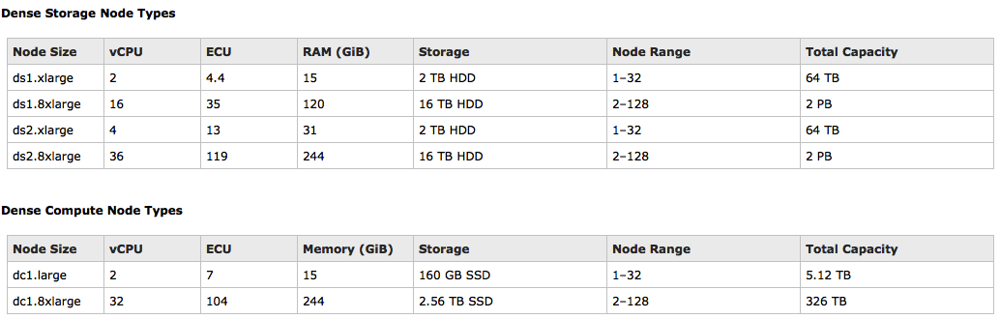 Dense Storage Node Types
Node Size vCPU ECU RAM (GiB) Storage Node Range Total Capacity
ds1.xlarge 2 4.4 15 2 TB HDD 1–32 64 TB
ds1.8xlarge 16 35 120 16 TB HDD 2–128 2 PB
ds2.xlarge 4 13 31 2 TB HDD 1–32 64 TB
ds2.8xlarge 36 119 244 16 TB HDD 2–128 2 PB
Dense Compute Node Types
Node Size vCPU ECU Memory (GiB) Storage Node Range Total Capacity
dc1.large 2 7 15 160 GB SSD 1–32 5.12 TB
dc1.8xlarge 32 104 244 2.56 TB SSD 2–128 326 TB